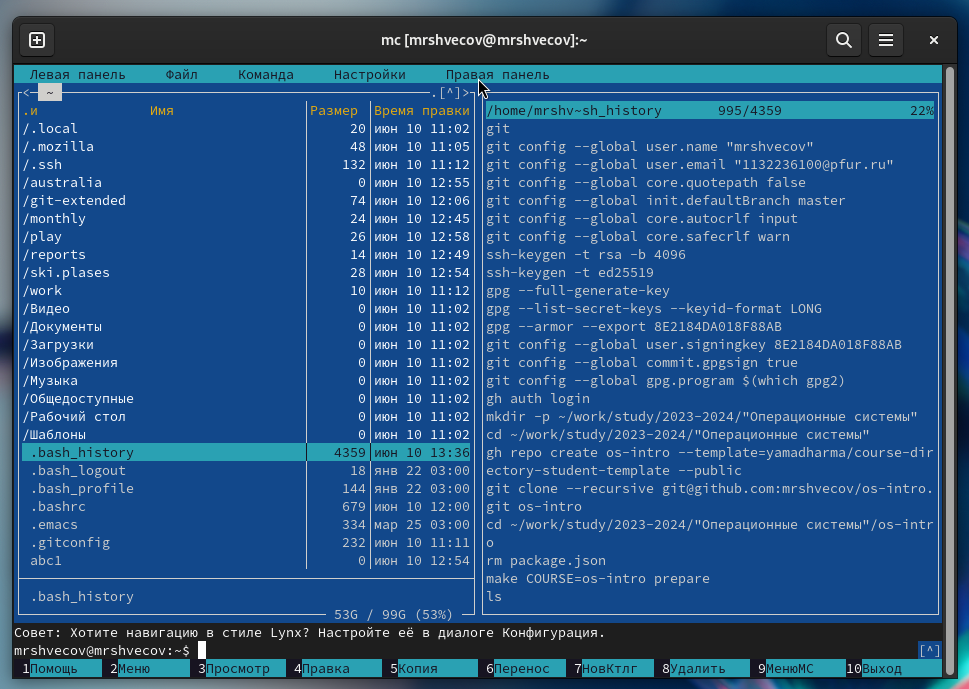 mc [mrshvecov@mrshvecov]:~
Левая панель Файл Команда Настройки Правая панель
<─ ~ .[^]>
.и Имя Размер Время правки
/.local 20 июн 10 11:02
/.mozilla 48 июн 10 11:05
/.ssh 132 июн 10 11:12
/australia 0 июн 10 12:55
/git-extended 74 июн 10 12:06
/monthly 24 июн 10 12:45
/play 26 июн 10 12:58
/reports 14 июн 10 12:49
/ski.plases 28 июн 10 12:54
/work 10 июн 10 11:12
/Видео 0 июн 10 11:02
/Документы 0 июн 10 11:02
/Загрузки 0 июн 10 11:02
/Изображения 0 июн 10 11:02
/Музыка 0 июн 10 11:02
/Общедоступные 0 июн 10 11:02
/Рабочий стол 0 июн 10 11:02
/Шаблоны 0 июн 10 11:02
.bash_history 4359 июн 10 13:36
.bash_logout 18 янв 22 03:00
.bash_profile 144 янв 22 03:00
.bashrc 679 июн 10 12:00
.emacs 334 мар 25 03:00
.gitconfig 232 июн 10 11:11
abc1 0 июн 10 12:54
.bash_history
53G / 99G (53%)
/home/mrshv~sh_history 995/4359 22%
git
git config --global user.name "mrshvecov"
git config --global user.email "1132236100@pfur.ru"
git config --global core.quotepath false
git config --global init.defaultBranch master
git config --global core.autocrlf input
git config --global core.safecrlf warn
ssh-keygen -t rsa -b 4096
ssh-keygen -t ed25519
gpg --full-generate-key
gpg --list-secret-keys --keyid-format LONG
gpg --armor --export 8E2184DA018F88AB
git config --global user.signingkey 8E2184DA018F88AB
git config --global commit.gpgsign true
git config --global gpg.program $(which gpg2)
gh auth login
mkdir -p ~/work/study/2023-2024/"Операционные системы"
cd ~/work/study/2023-2024/"Операционные системы"
gh repo create os-intro --template=yamadharma/course-dir
ectory-student-template --public
git clone --recursive git@github.com:mrshvecov/os-intro.
git os-intro
cd ~/work/study/2023-2024/"Операционные системы"/os-intr
o
rm package.json
make COURSE=os-intro prepare
ls
Совет: Хотите навигацию в стиле Lynx? Настройте её в диалоге Конфигурация.
mrshvecov@mrshvecov:~$ [^]
1Помощь 2Меню 3Просмотр 4Правка 5Копия 6Перенос 7НовКтлг 8Удалить 9МенюMC 10Выход